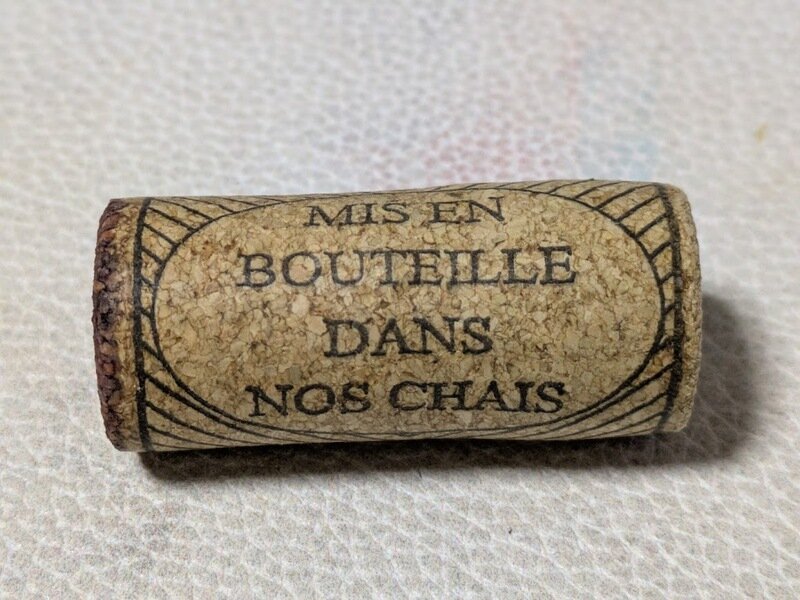 MIS EN
BOUTEILLE
DANS
NOS CHAIS